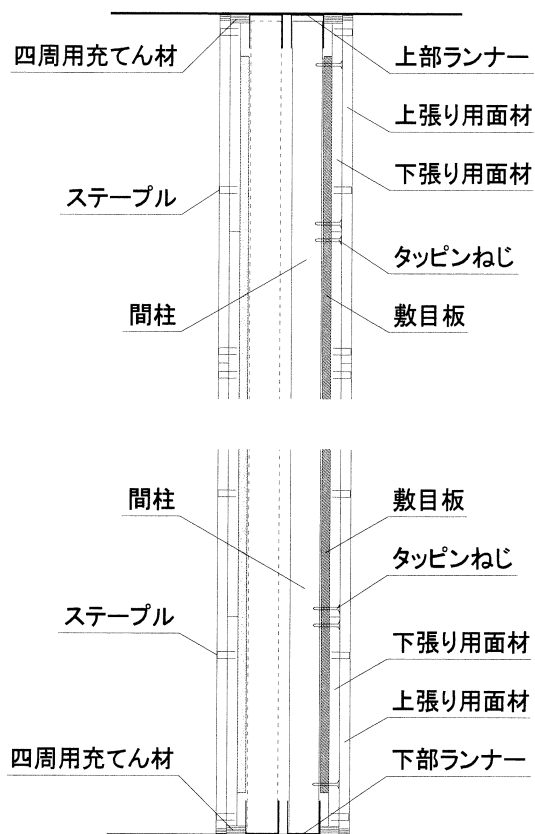 四周用充てん材
上部ランナー
上張り用面材
下張り用面材
ステープル
タッピンねじ
間柱
敷目板
間柱
敷目板
タッピンねじ
ステープル
下張り用面材
上張り用面材
四周用充てん材
下部ランナー